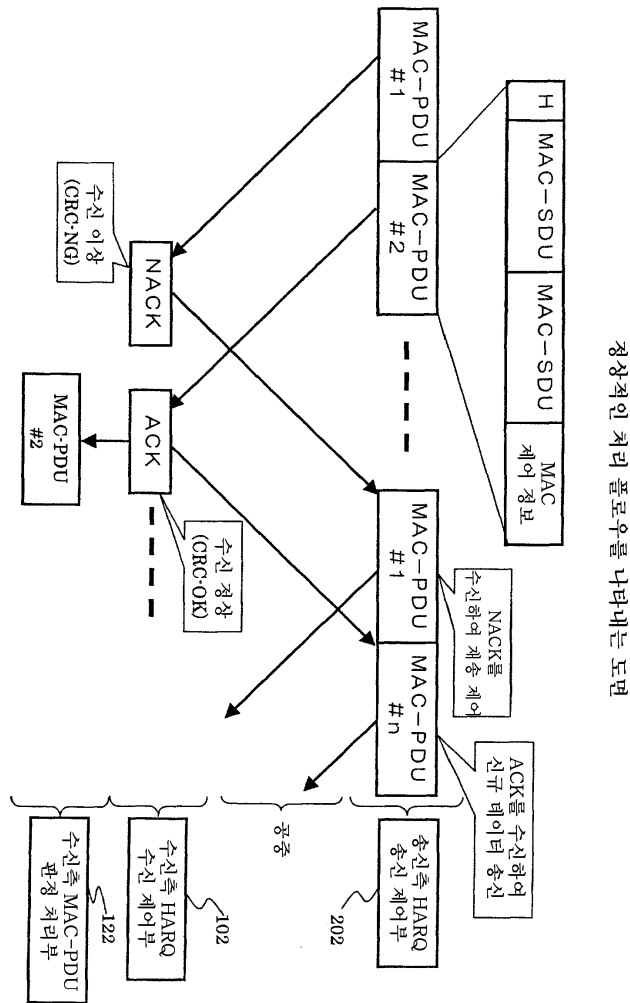 정상적인 처리 플로우를 나타내는 도면
H
MAC-SDU
MAC-SDU
MAC
제어 정보
NACK를
수신하여 재송 제어
ACK를 수신하여
신규 데이터 송신
MAC-PDU
#1
MAC-PDU
#2
MAC-PDU
#1
MAC-PDU
#n
송신측 HARQ
송신 제어부
202
공중
수신 이상
(CRC-NG)
NACK
ACK
수신 정상
(CRC-OK)
수신측 HARQ
수신 제어부
102
MAC-PDU
#2
수신측 MAC-PDU
판정 처리부
122